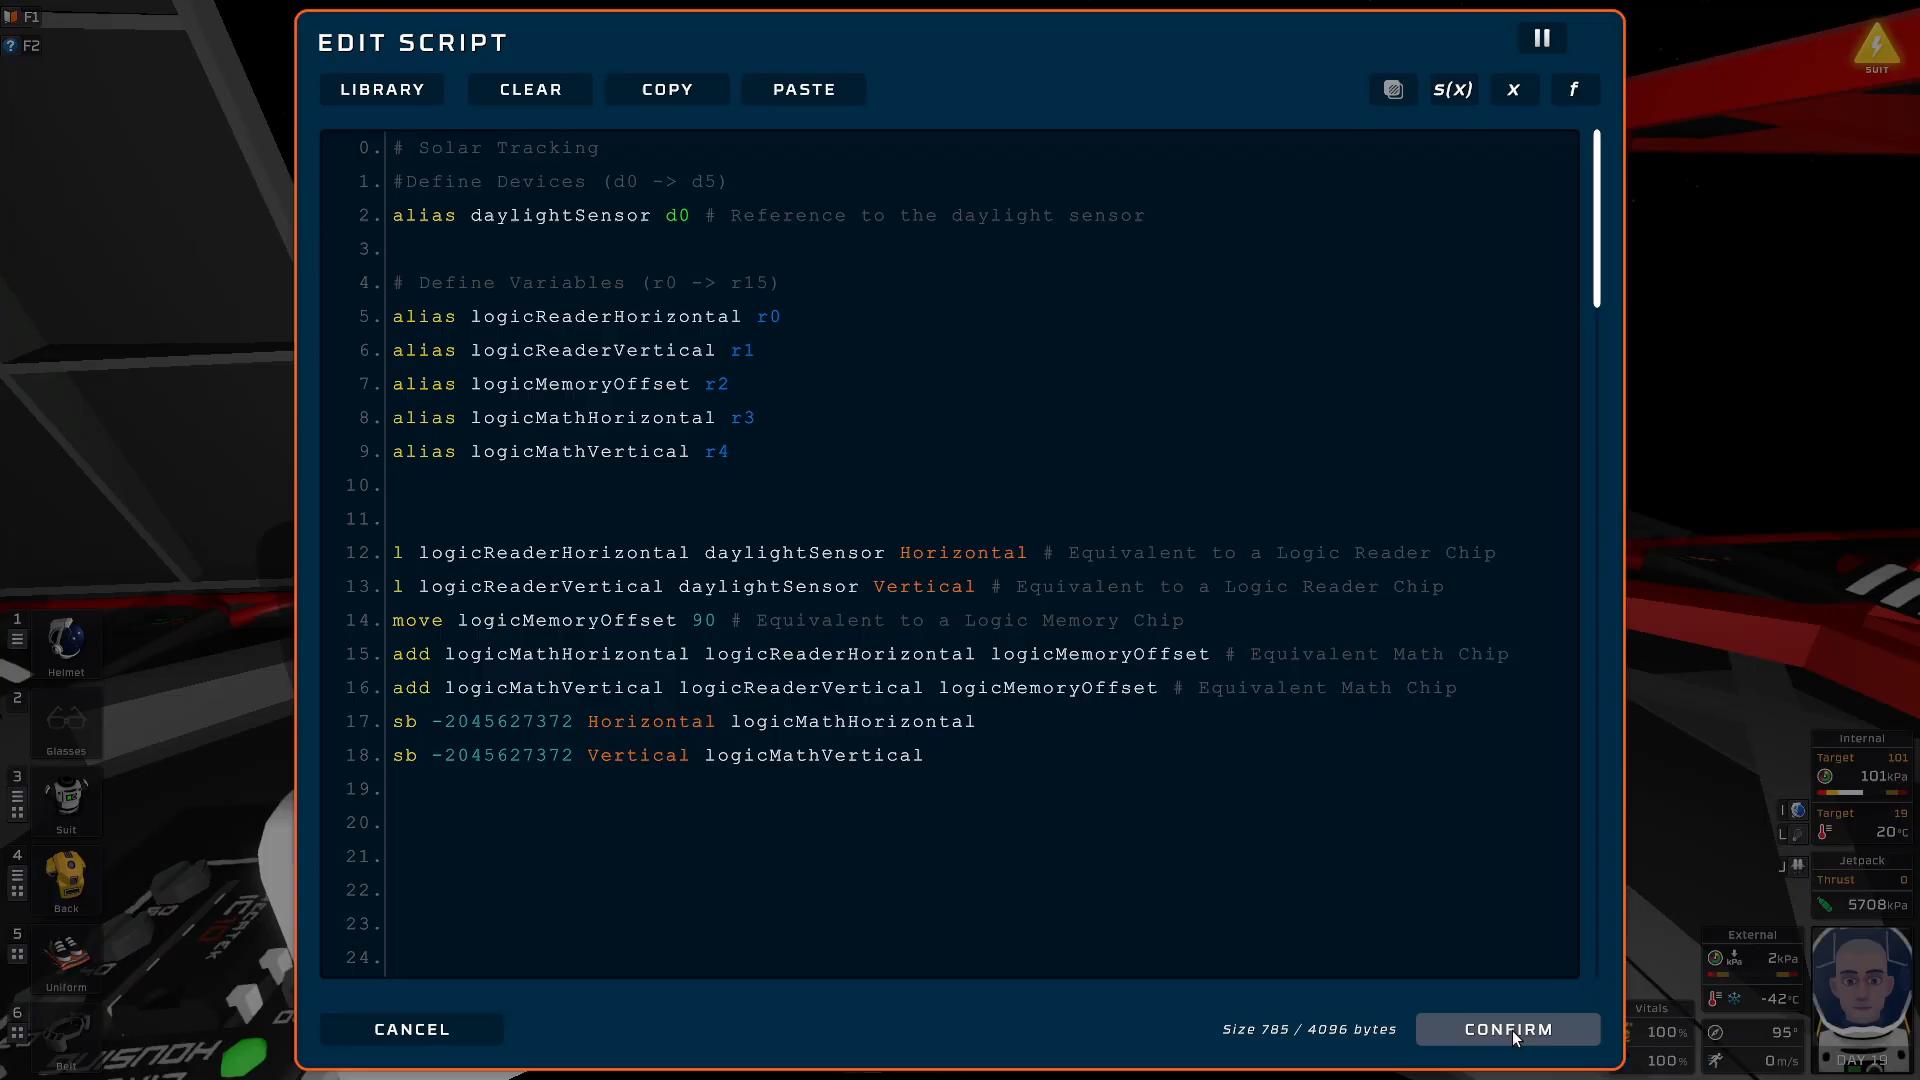 F1
F2
EDIT SCRIPT
SUIT
LIBRARY CLEAR COPY PASTE s(x) x f
0. # Solar Tracking
1. #Define Devices (d0 -> d5)
2. alias daylightSensor d0 # Reference to the daylight sensor
3.
4. # Define Variables (r0 -> r15)
5. alias logicReaderHorizontal r0
6. alias logicReaderVertical r1
7. alias logicMemoryOffset r2
8. alias logicMathHorizontal r3
9. alias logicMathVertical r4
10.
11.
12. l logicReaderHorizontal daylightSensor Horizontal # Equivalent to a Logic Reader Chip
13. l logicReaderVertical daylightSensor Vertical # Equivalent to a Logic Reader Chip
14. move logicMemoryOffset 90 # Equivalent to a Logic Memory Chip
15. add logicMathHorizontal logicReaderHorizontal logicMemoryOffset # Equivalent Math Chip
16. add logicMathVertical logicReaderVertical logicMemoryOffset # Equivalent Math Chip
17. sb -2045627372 Horizontal logicMathHorizontal
18. sb -2045627372 Vertical logicMathVertical
19.
20.
21.
22.
23.
24.
CANCEL
Size 785 / 4096 bytes
CONFIRM
1
Helmet
2
Glasses
3
Suit
4
Back
5
Uniform
6
Belt
Internal
Target 101
101kPa
Target 19
20°C
I
L
J
Jetpack
Thrust 0
5708kPa
External
kPa 2kPa
-42°C
95°
0m/s
Vitals
100%
100%
DAY 19